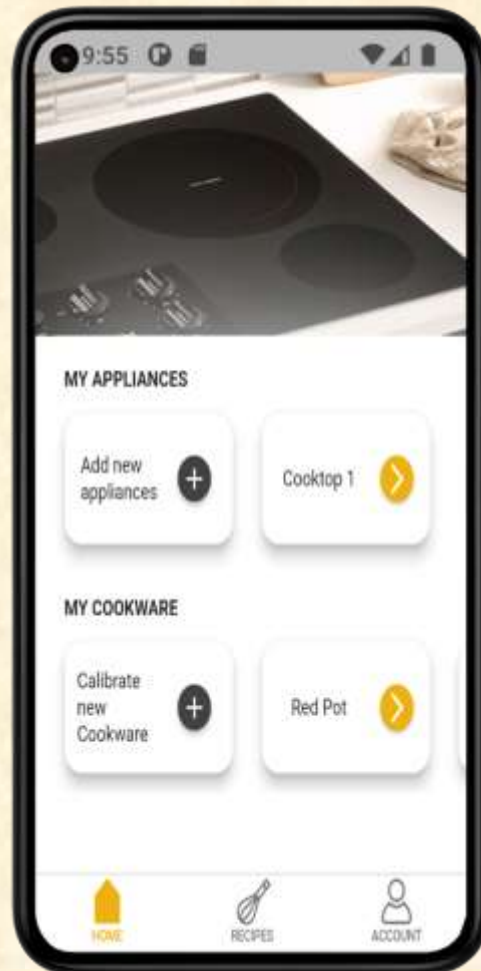 9:55
MY APPLIANCES
Add new
appliances
Cooktop 1
MY COOKWARE
Calibrate
new
Cookware
Red Pot
HOME
RECIPES
ACCOUNT